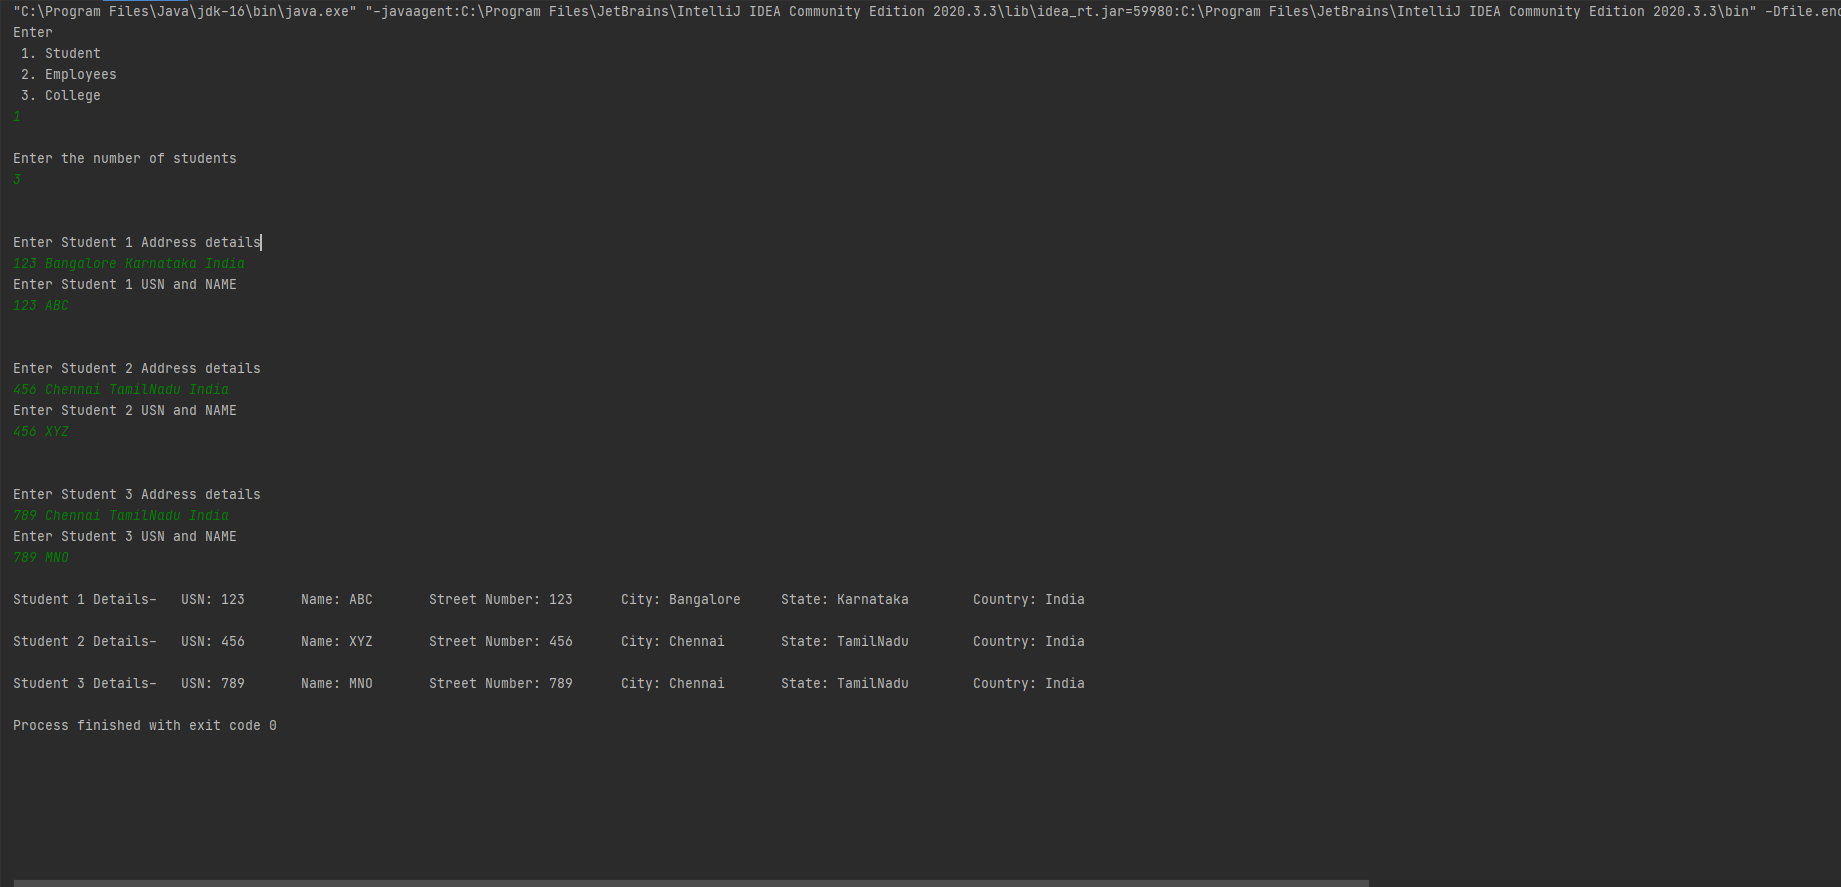 "C:\Program Files\Java\jdk-16\bin\java.exe" "-javaagent:C:\Program Files\JetBrains\IntelliJ IDEA Community Edition 2020.3.3\lib\idea_rt.jar=59980:C:\Program Files\JetBrains\IntelliJ IDEA Community Edition 2020.3.3\bin" -Dfile.enc
Enter
1. Student
2. Employees
3. College
1
Enter the number of students
3
Enter Student 1 Address details
123 Bangalore Karnataka India
Enter Student 1 USN and NAME
123 ABC
Enter Student 2 Address details
456 Chennai TamilNadu India
Enter Student 2 USN and NAME
456 XYZ
Enter Student 3 Address details
789 Chennai TamilNadu India
Enter Student 3 USN and NAME
789 MNO
Student 1 Details-   USN: 123       Name: ABC       Street Number: 123      City: Bangalore     State: Karnataka        Country: India
Student 2 Details-   USN: 456       Name: XYZ       Street Number: 456      City: Chennai       State: TamilNadu        Country: India
Student 3 Details-   USN: 789       Name: MNO       Street Number: 789      City: Chennai       State: TamilNadu        Country: India
Process finished with exit code 0